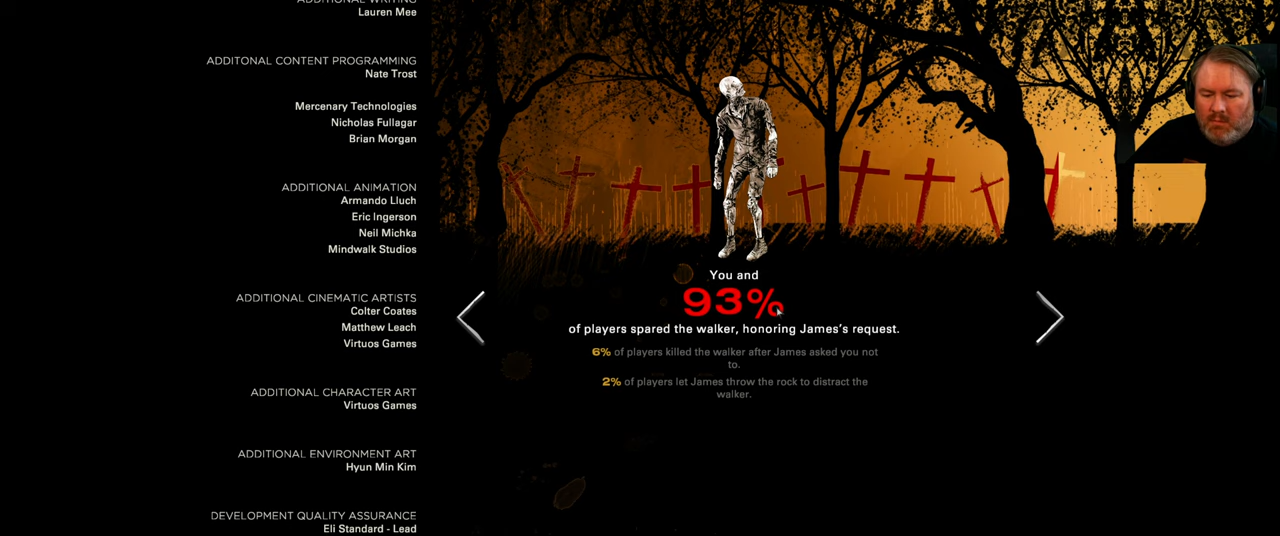 ADDITIONAL WRITING
Lauren Mee
ADDITONAL CONTENT PROGRAMMING
Nate Trost
Mercenary Technologies
Nicholas Fullagar
Brian Morgan
ADDITIONAL ANIMATION
Armando Lluch
Eric Ingerson
Neil Michka
Mindwalk Studios
ADDITIONAL CINEMATIC ARTISTS
Colter Coates
Matthew Leach
Virtuos Games
ADDITIONAL CHARACTER ART
Virtuos Games
ADDITIONAL ENVIRONMENT ART
Hyun Min Kim
DEVELOPMENT QUALITY ASSURANCE
Eli Standard - Lead
You and
93%
of players spared the walker, honoring James's request.
6% of players killed the walker after James asked you not
to.
2% of players let James throw the rock to distract the
walker.